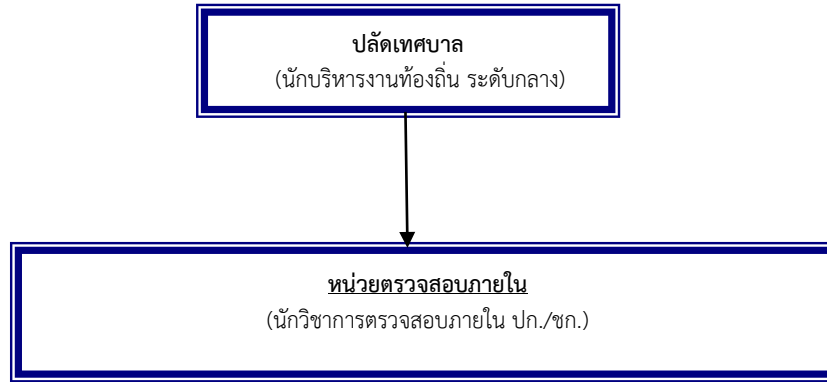 ปลัดเทศบาล
(นักบริหารงานท้องถิ่น ระดับกลาง)
หน่วยตรวจสอบภายใน
(นักวิชาการตรวจสอบภายใน ปก./ชก.)